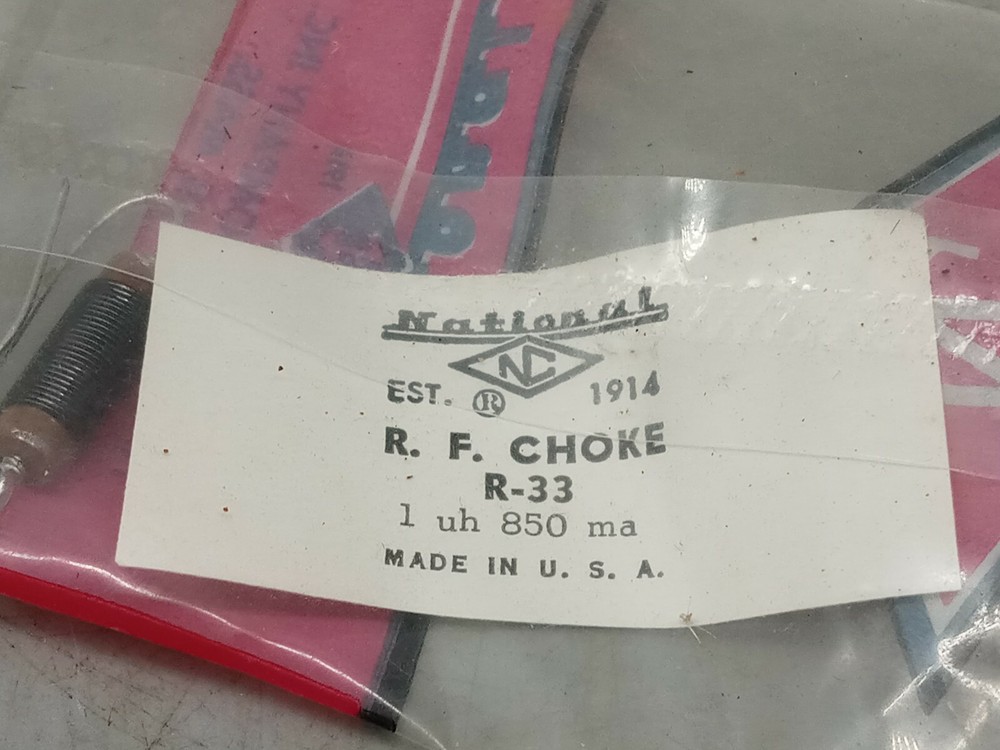 National
NC
EST. ® 1914
R. F. CHOKE
R-33
1 uh 850 ma
MADE IN U. S. A.